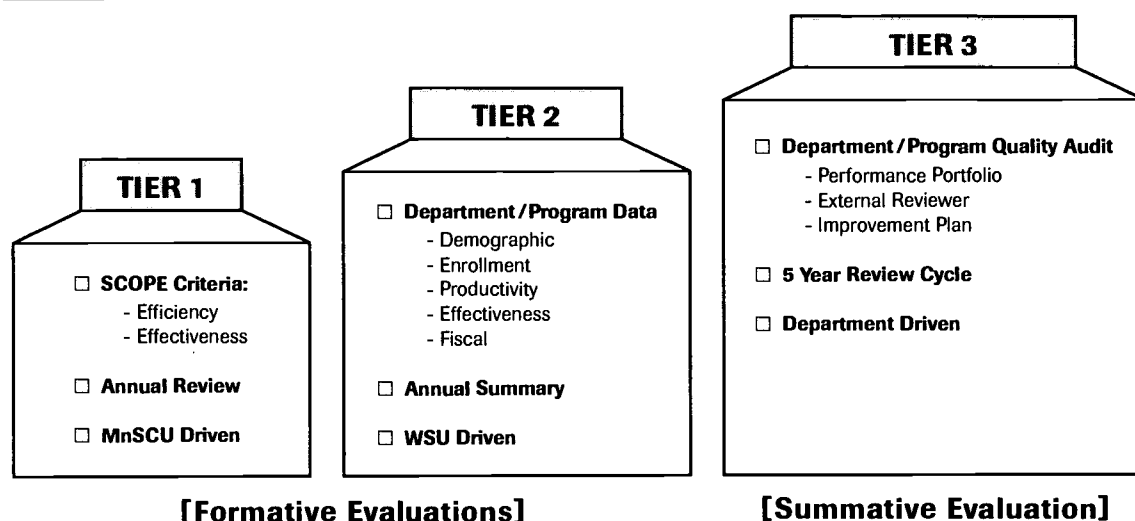 TIER 1
☐ SCOPE Criteria:
- Efficiency
- Effectiveness
☐ Annual Review
☐ MnSCU Driven
TIER 2
☐ Department/Program Data
- Demographic
- Enrollment
- Productivity
- Effectiveness
- Fiscal
☐ Annual Summary
☐ WSU Driven
[Formative Evaluations]
TIER 3
☐ Department/Program Quality Audit
- Performance Portfolio
- External Reviewer
- Improvement Plan
☐ 5 Year Review Cycle
☐ Department Driven
[Summative Evaluation]